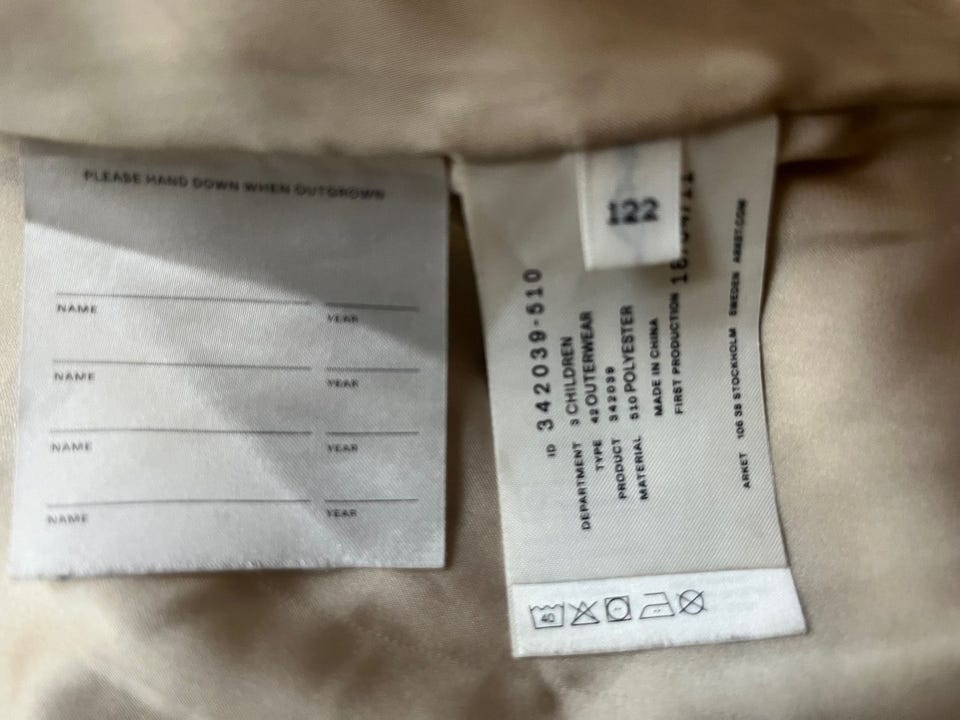 PLEASE HAND DOWN WHEN OUTGROWN
NAME YEAR
NAME YEAR
NAME YEAR
NAME YEAR
122
ID 342039-510
DEPARTMENT 3 CHILDREN
TYPE 42 OUTERWEAR
PRODUCT 342039
MATERIAL 510 POLYESTER
MADE IN CHINA
FIRST PRODUCTION
ARKET 106 38 STOCKHOLM SWEDEN ARKET.COM
40